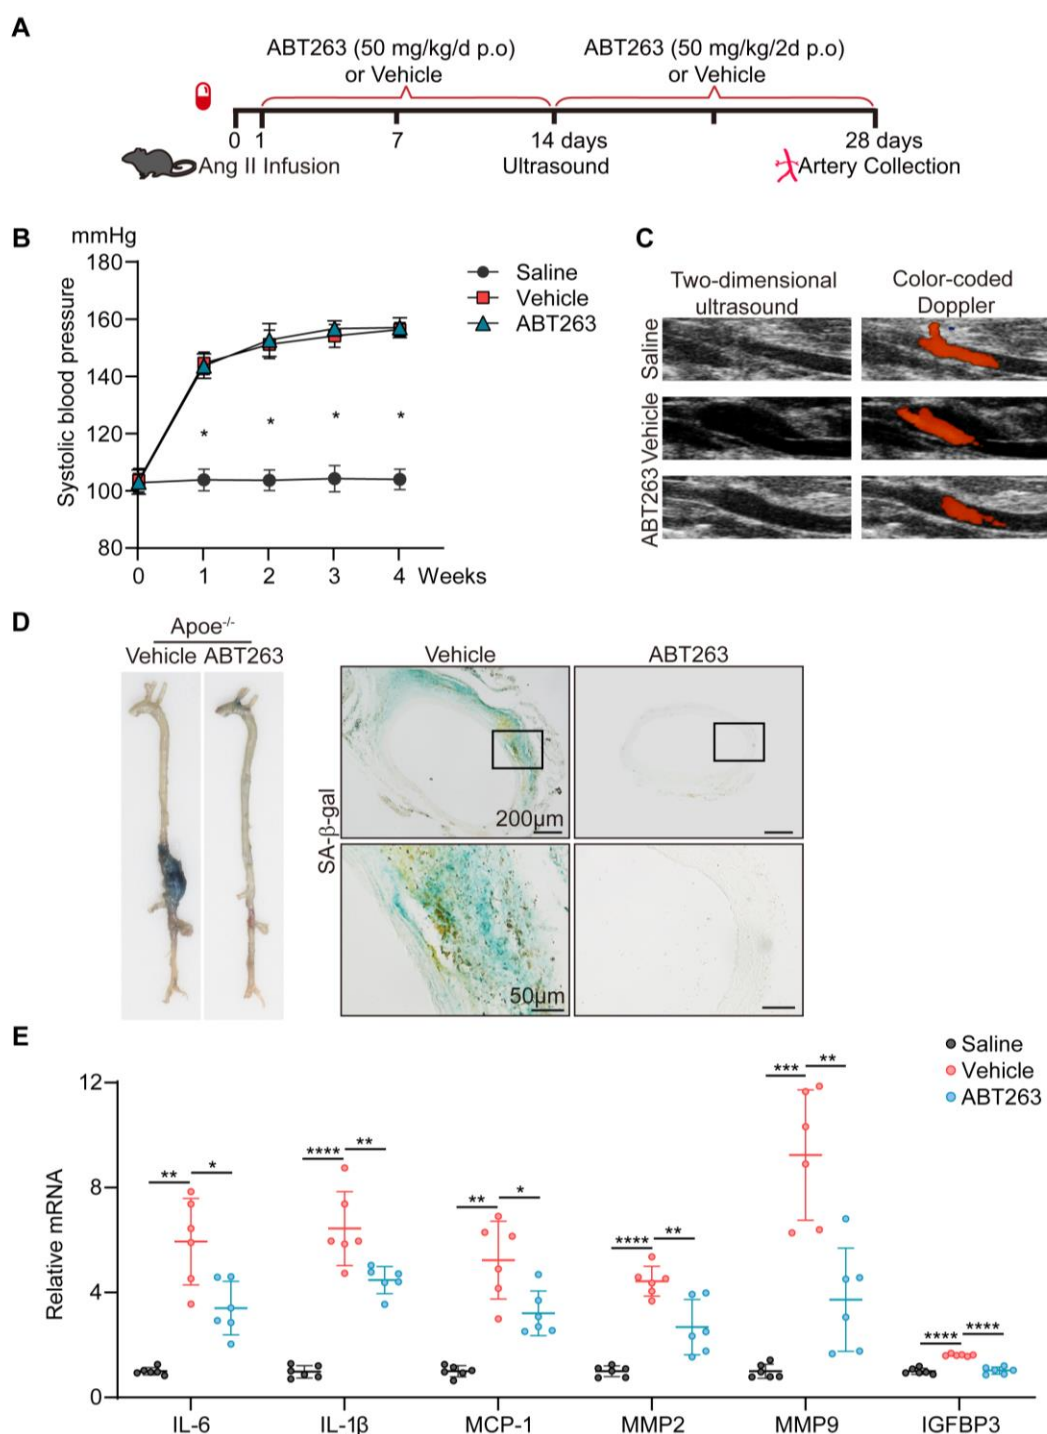 A
ABT263 (50 mg/kg/d p.o)
or Vehicle
ABT263 (50 mg/kg/2d p.o)
or Vehicle
0 1 7 14 days 28 days
Ang II Infusion Ultrasound Artery Collection
B
mmHg
Systolic blood pressure
180
160
140
120
100
80
* * * *
0 1 2 3 4 Weeks
Saline
Vehicle
ABT263
C
Two-dimensional
ultrasound
Color-coded
Doppler
Saline
Vehicle
ABT263
D
Apoe-/-
Vehicle ABT263
Vehicle ABT263
SA-β-gal
200μm
50μm
E
Saline
Vehicle
ABT263
Relative mRNA
12
8
4
0
** *
**** **
** *
**** **
*** **
**** ****
IL-6 IL-1β MCP-1 MMP2 MMP9 IGFBP3